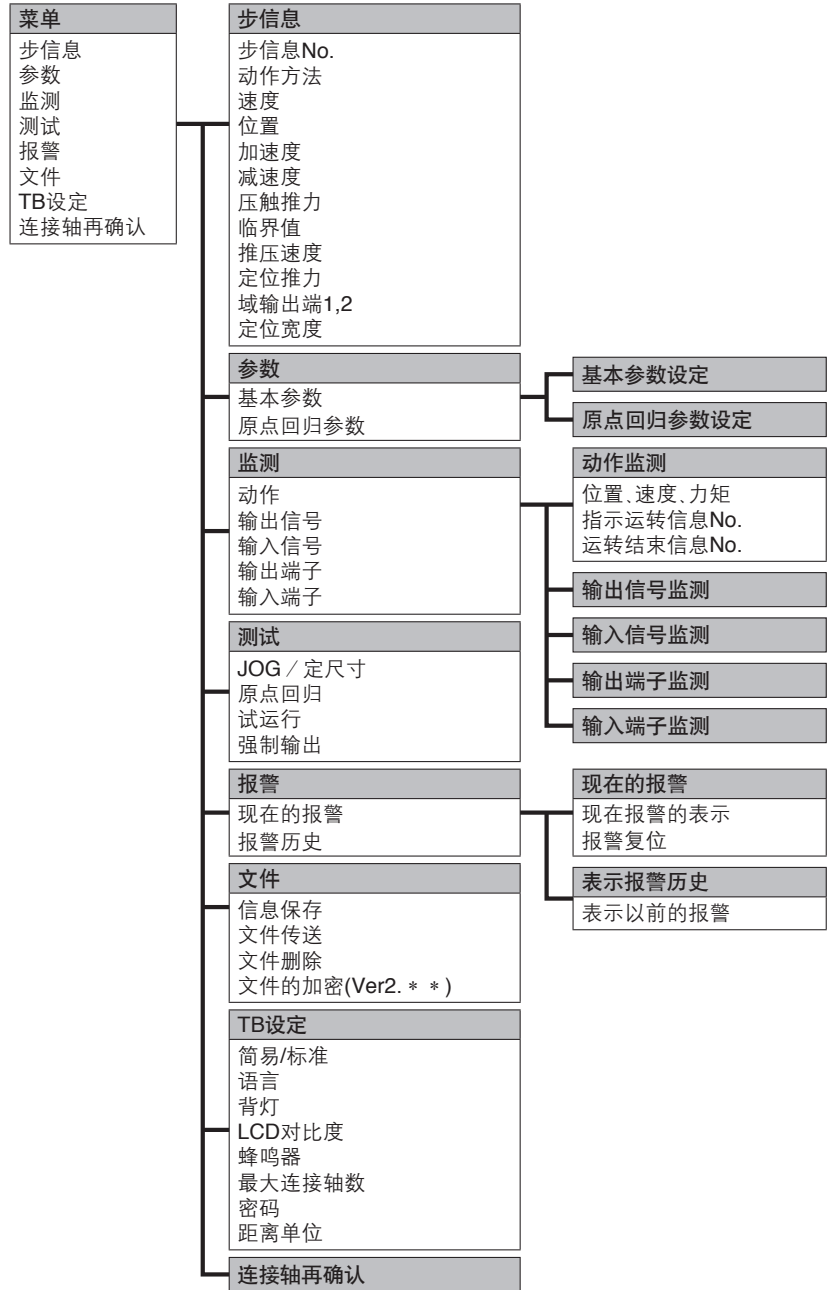 菜单
步信息
参数
监测
测试
报警
文件
TB设定
连接轴再确认
步信息
步信息No.
动作方法
速度
位置
加速度
减速度
压触推力
临界值
推压速度
定位推力
域输出端1,2
定位宽度
参数
基本参数
原点回归参数
基本参数设定
原点回归参数设定
监测
动作
输出信号
输入信号
输出端子
输入端子
动作监测
位置、速度、力矩
指示运转信息No.
运转结束信息No.
输出信号监测
输入信号监测
输出端子监测
输入端子监测
测试
JOG／定尺寸
原点回归
试运行
强制输出
报警
现在的报警
报警历史
现在的报警
现在报警的表示
报警复位
表示报警历史
表示以前的报警
文件
信息保存
文件传送
文件删除
文件的加密(Ver2.＊＊)
TB设定
简易/标准
语言
背灯
LCD对比度
蜂鸣器
最大连接轴数
密码
距离单位
连接轴再确认